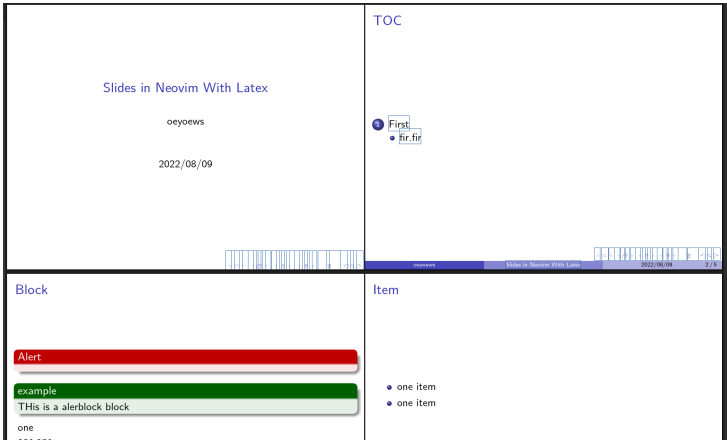 Slides in Neovim With Latex
oeyoews
2022/08/09
TOC
1 First
fir.fir
oeyoews Slides in Neovim With Latex 2022/08/09 2 / 5
Block
Alert
example
THis is a alerblock block
one
Item
one item
one item